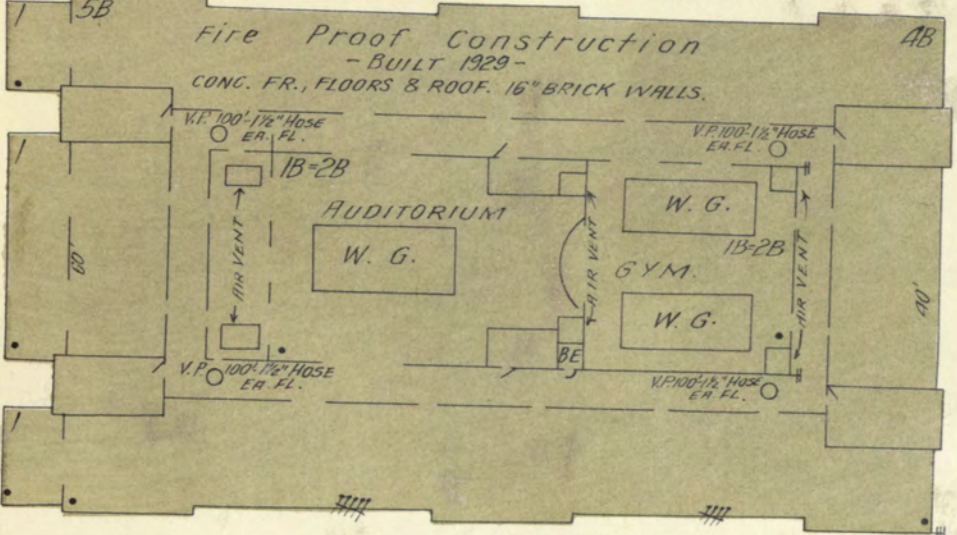 5B
4B
Fire Proof Construction
- BUILT 1929 -
CONC. FR., FLOORS & ROOF. 16" BRICK WALLS.
1
V.P. 100'-1½" HOSE
EA. FL.
V.P. 100'-1½" HOSE
EA. FL.
1
1B=2B
AUDITORIUM
W. G.
AIR VENT
60'
AIR VENT
W. G.
1B=2B
GYM.
W. G.
AIR VENT
40'
BE
V.P. 100'-1½" HOSE
EA. FL.
V.P. 100'-1½" HOSE
EA. FL.
1